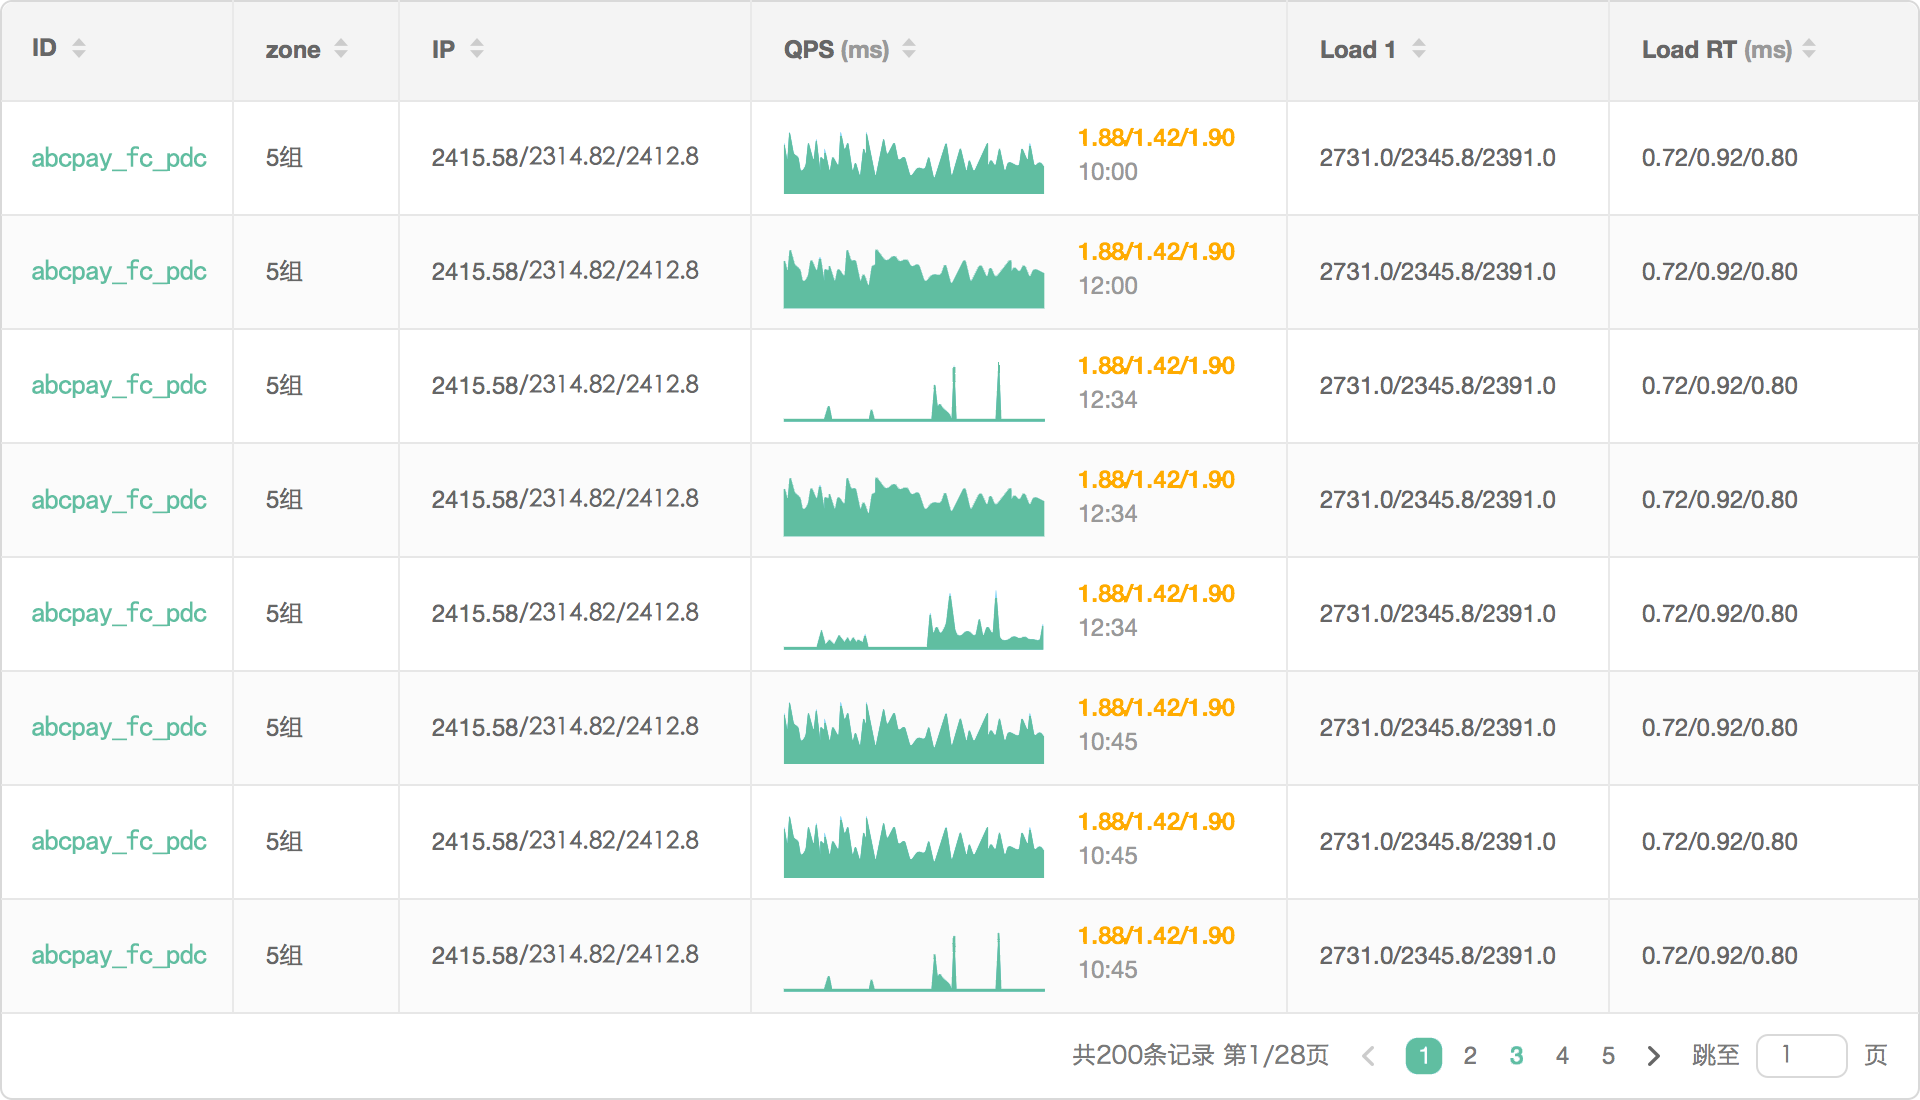 ID zone IP QPS (ms) Load 1 Load RT (ms)
abcpay_fc_pdc 5组 2415.58/2314.82/2412.8 1.88/1.42/1.90 2731.0/2345.8/2391.0 0.72/0.92/0.80
10:00
abcpay_fc_pdc 5组 2415.58/2314.82/2412.8 1.88/1.42/1.90 2731.0/2345.8/2391.0 0.72/0.92/0.80
12:00
abcpay_fc_pdc 5组 2415.58/2314.82/2412.8 1.88/1.42/1.90 2731.0/2345.8/2391.0 0.72/0.92/0.80
12:34
abcpay_fc_pdc 5组 2415.58/2314.82/2412.8 1.88/1.42/1.90 2731.0/2345.8/2391.0 0.72/0.92/0.80
12:34
abcpay_fc_pdc 5组 2415.58/2314.82/2412.8 1.88/1.42/1.90 2731.0/2345.8/2391.0 0.72/0.92/0.80
12:34
abcpay_fc_pdc 5组 2415.58/2314.82/2412.8 1.88/1.42/1.90 2731.0/2345.8/2391.0 0.72/0.92/0.80
10:45
abcpay_fc_pdc 5组 2415.58/2314.82/2412.8 1.88/1.42/1.90 2731.0/2345.8/2391.0 0.72/0.92/0.80
10:45
abcpay_fc_pdc 5组 2415.58/2314.82/2412.8 1.88/1.42/1.90 2731.0/2345.8/2391.0 0.72/0.92/0.80
10:45
共200条记录 第1/28页 1 2 3 4 5 跳至 1 页